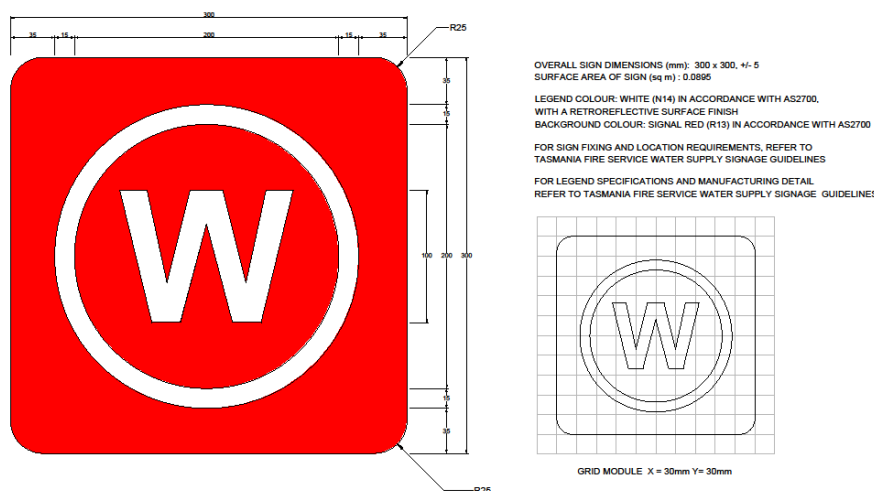 300
35 15 200 15 35
R25
35
15
W
100 200 300
15
35
R25
OVERALL SIGN DIMENSIONS (mm): 300 x 300, +/- 5
SURFACE AREA OF SIGN (sq m) : 0.0895
LEGEND COLOUR: WHITE (N14) IN ACCORDANCE WITH AS2700,
WITH A RETROREFLECTIVE SURFACE FINISH
BACKGROUND COLOUR: SIGNAL RED (R13) IN ACCORDANCE WITH AS2700
FOR SIGN FIXING AND LOCATION REQUIREMENTS, REFER TO
TASMANIA FIRE SERVICE WATER SUPPLY SIGNAGE GUIDELINES
FOR LEGEND SPECIFICATIONS AND MANUFACTURING DETAIL
REFER TO TASMANIA FIRE SERVICE WATER SUPPLY SIGNAGE GUIDELINES
W
GRID MODULE X = 30mm Y= 30mm